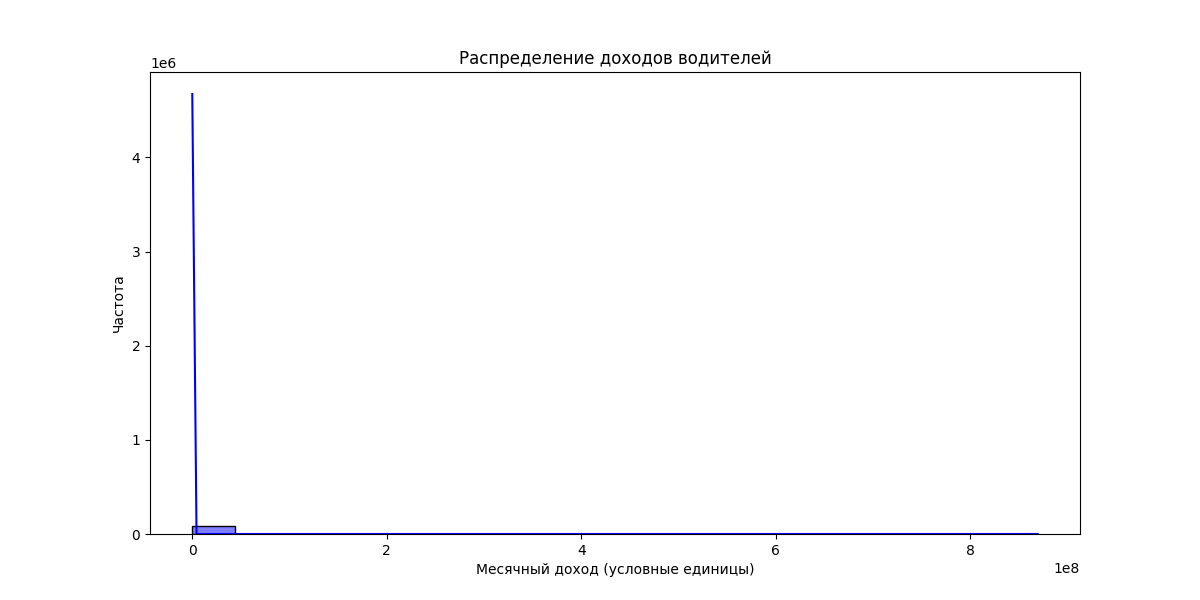 Распределение доходов водителей
1e6
4
3
2
1
0
Частота
0 2 4 6 8
1e8
Месячный доход (условные единицы)